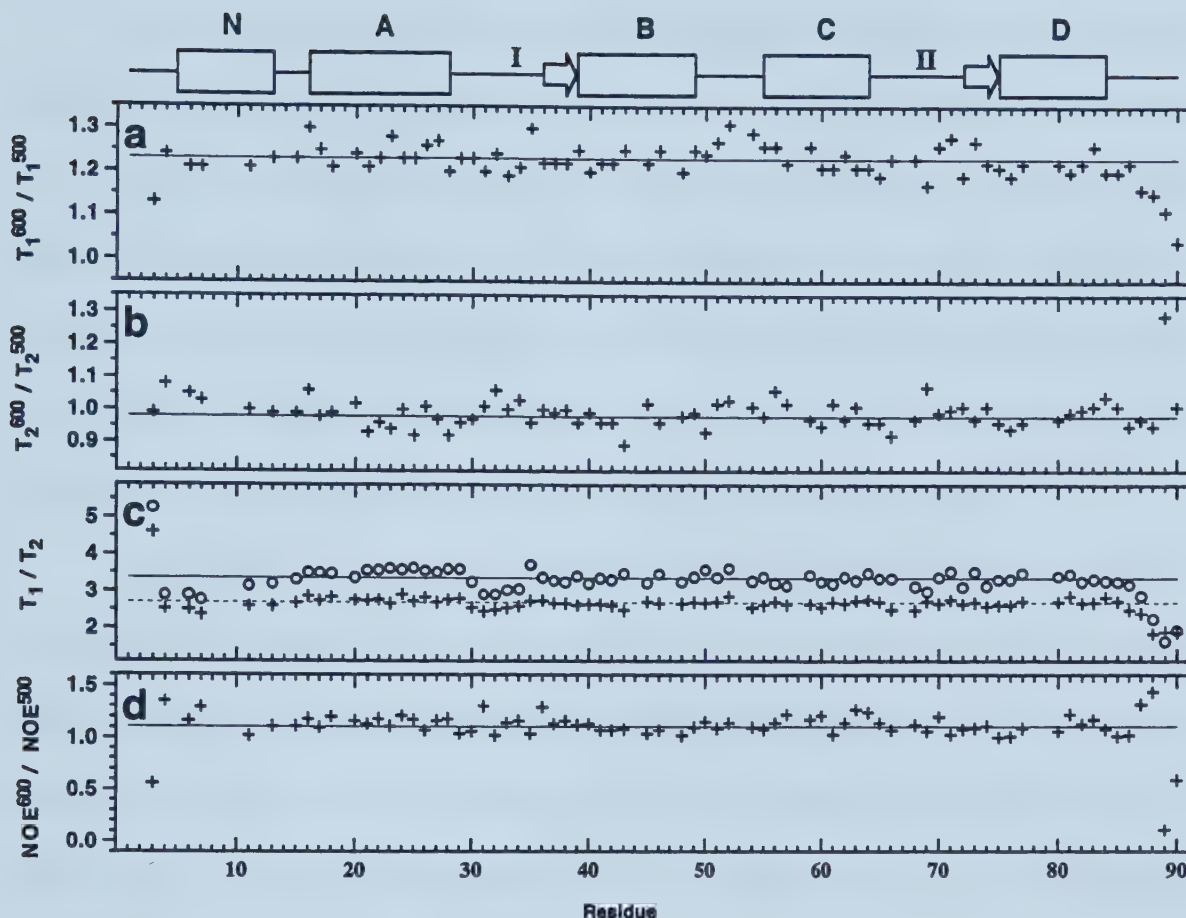 N A I B C II D
a
T₁⁶⁰⁰ / T₁⁵⁰⁰
1.3
1.2
1.1
1.0
b
T₂⁶⁰⁰ / T₂⁵⁰⁰
1.3
1.2
1.1
1.0
0.9
c
T₁ / T₂
5
4
3
2
d
NOE⁶⁰⁰ / NOE⁵⁰⁰
1.5
1.0
0.5
0.0
10 20 30 40 50 60 70 80 90
Residue